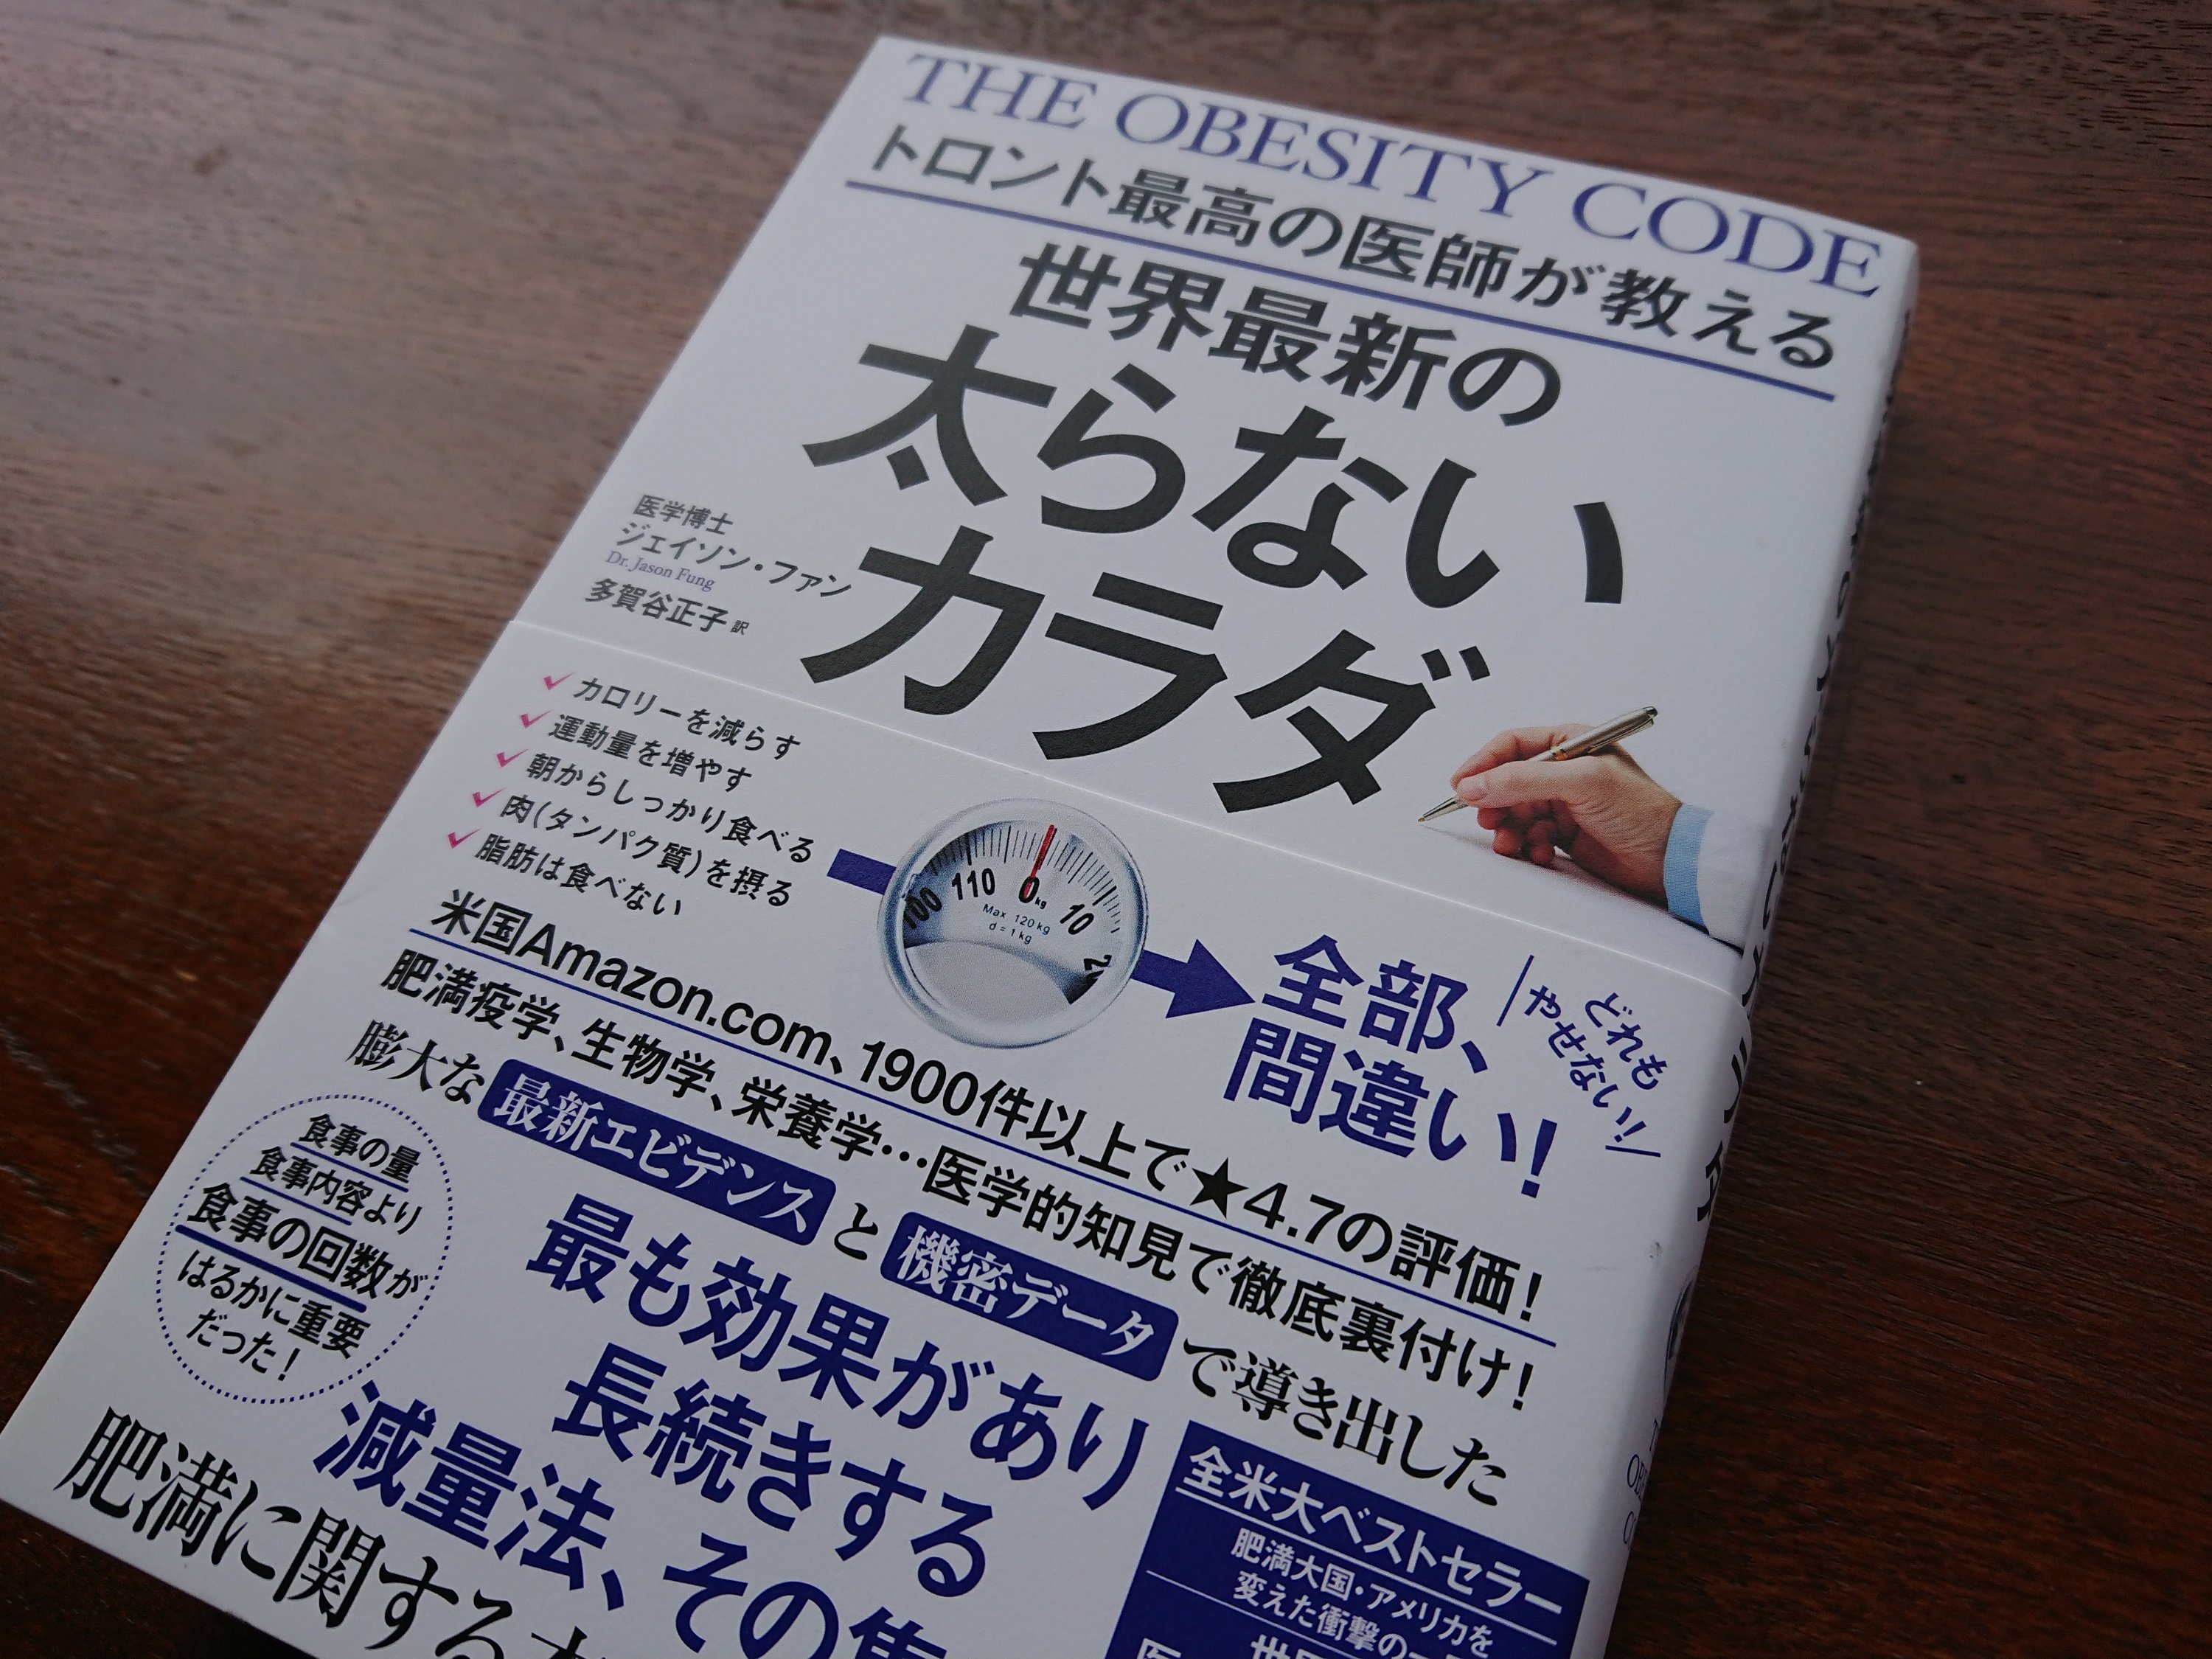 THE OBESITY CODE
トロント最高の医師が教える
世界最新の
太らない
カラダ
医学博士
ジェイソン・ファン
Dr. Jason Fung
多賀谷正子 訳
カロリーを減らす
運動量を増やす
朝からしっかり食べる
肉(タンパク質)を摂る
脂肪は食べない
100 110 0kg 10
Max 120kg
d=1kg
全部、
間違い!
どれも
やせない!
米国Amazon.com、1900件以上で★4.7の評価!
肥満疫学、生物学、栄養学…医学的知見で徹底裏付け!
膨大な最新エビデンスと機密データで導き出した
食事の量
食事内容より
食事の回数が
はるかに重要
だった!
最も効果があり
長続きする
減量法、その
肥満に関する
全米大ベストセラー
肥満大国・アメリカを
変えた衝撃の